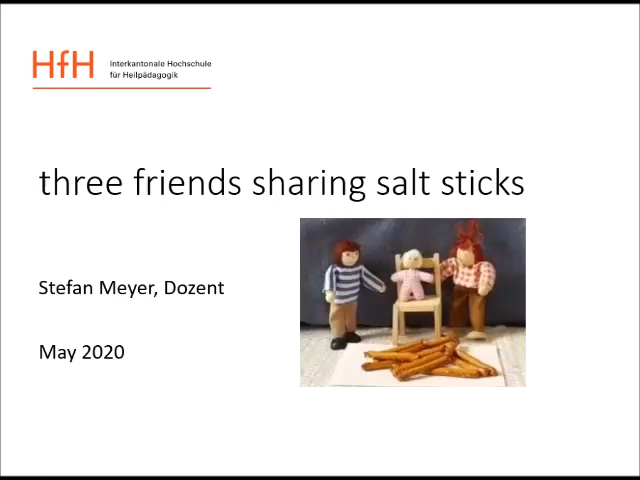 HfH
Interkantonale Hochschule
für Heilpädagogik
three friends sharing salt sticks
Stefan Meyer, Dozent
May 2020